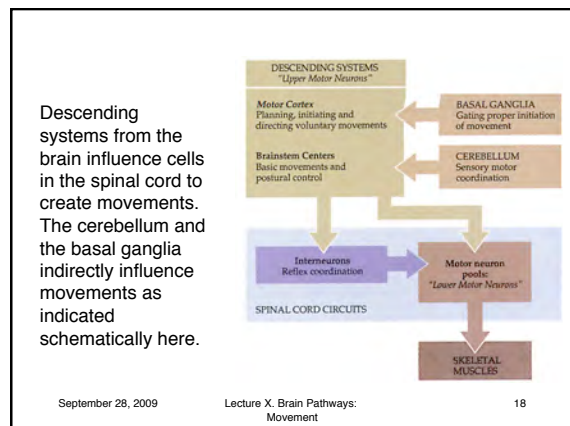 Descending
systems from the
brain influence cells
in the spinal cord to
create movements.
The cerebellum and
the basal ganglia
indirectly influence
movements as
indicated
schematically here.
DESCENDING SYSTEMS
"Upper Motor Neurons"
Motor Cortex
Planning, initiating and
directing voluntary movements
Brainstem Centers
Basic movements and
postural control
BASAL GANGLIA
Gating proper initiation
of movement
CEREBELLUM
Sensory motor
coordination
Interneurons
Reflex coordination
Motor neuron
pools:
"Lower Motor Neurons"
SPINAL CORD CIRCUITS
SKELETAL
MUSCLES
September 28, 2009
Lecture X. Brain Pathways:
Movement
18